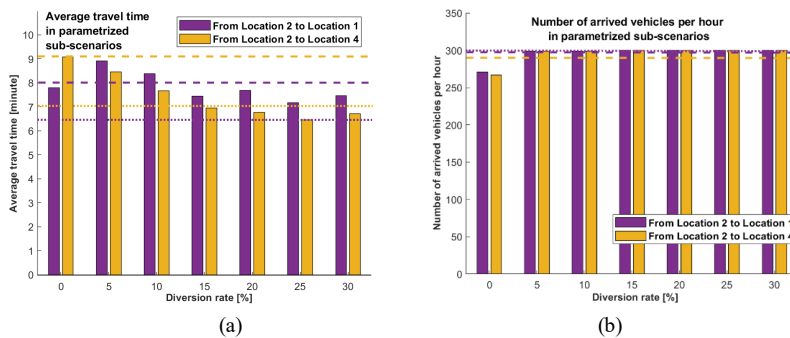 Average travel time
in parametrized
sub-scenarios
From Location 2 to Location 1
From Location 2 to Location 4
Average travel time [minute]
10
9
8
7
6
5
4
3
2
1
0
0 5 10 15 20 25 30
Diversion rate [%]
(a)
Number of arrived vehicles per hour
in parametrized sub-scenarios
Number of arrived vehicles per hour
350
300
250
200
150
100
50
0
From Location 2 to Location 1
From Location 2 to Location 4
0 5 10 15 20 25 30
Diversion rate [%]
(b)